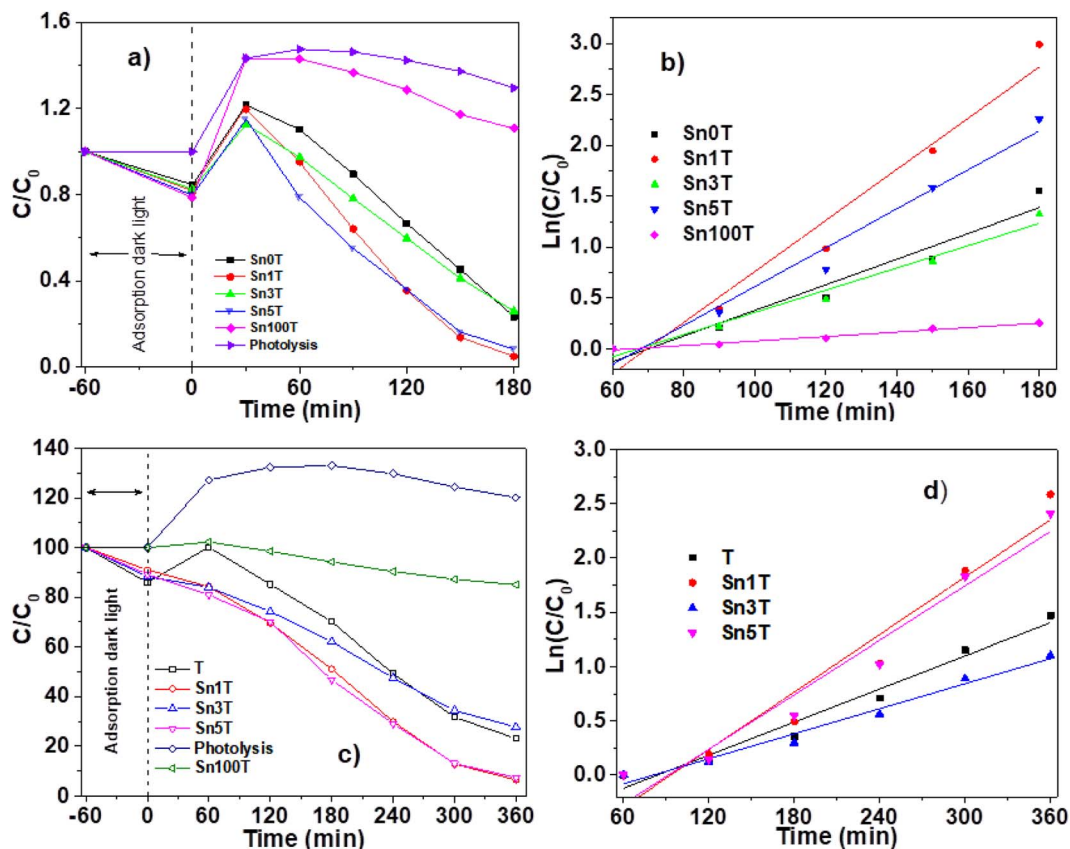 a)
C/C0
1.6
1.2
0.8
0.4
0.0
Adsorption dark light
Sn0T
Sn1T
Sn3T
Sn5T
Sn100T
Photolysis
-60 0 60 120 180
Time (min)
b)
Ln(C/C0)
3.0
2.5
2.0
1.5
1.0
0.5
0.0
Sn0T
Sn1T
Sn3T
Sn5T
Sn100T
60 80 100 120 140 160 180
Time (min)
c)
C/C0
140
120
100
80
60
40
20
0
Adsorption dark light
T
Sn1T
Sn3T
Sn5T
Photolysis
Sn100T
-60 0 60 120 180 240 300 360
Time (min)
d)
Ln(C/C0)
3.0
2.5
2.0
1.5
1.0
0.5
0.0
T
Sn1T
Sn3T
Sn5T
60 120 180 240 300 360
Time (min)